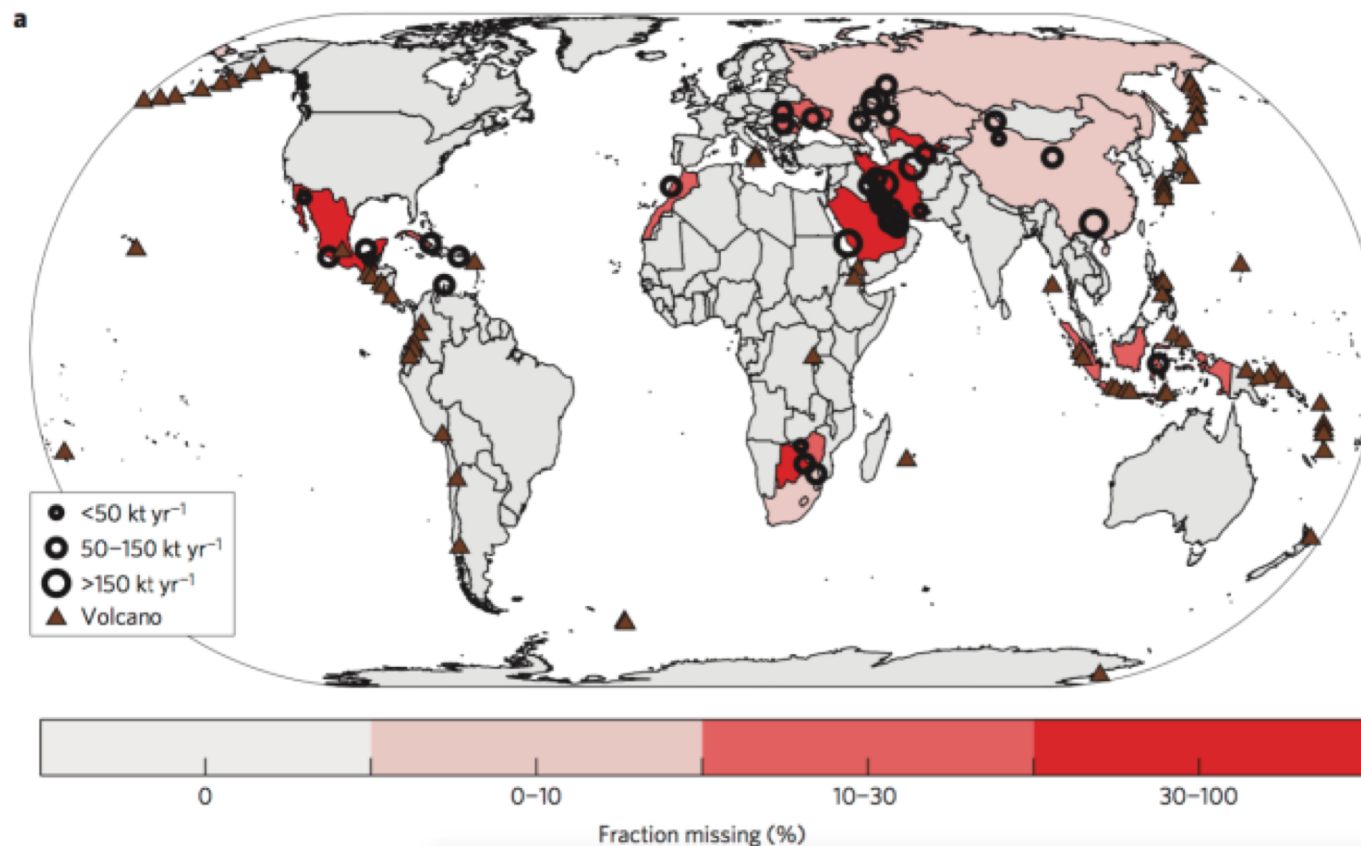 a
<50 kt yr⁻¹
50–150 kt yr⁻¹
>150 kt yr⁻¹
Volcano
0
0–10
10–30
30–100
Fraction missing (%)